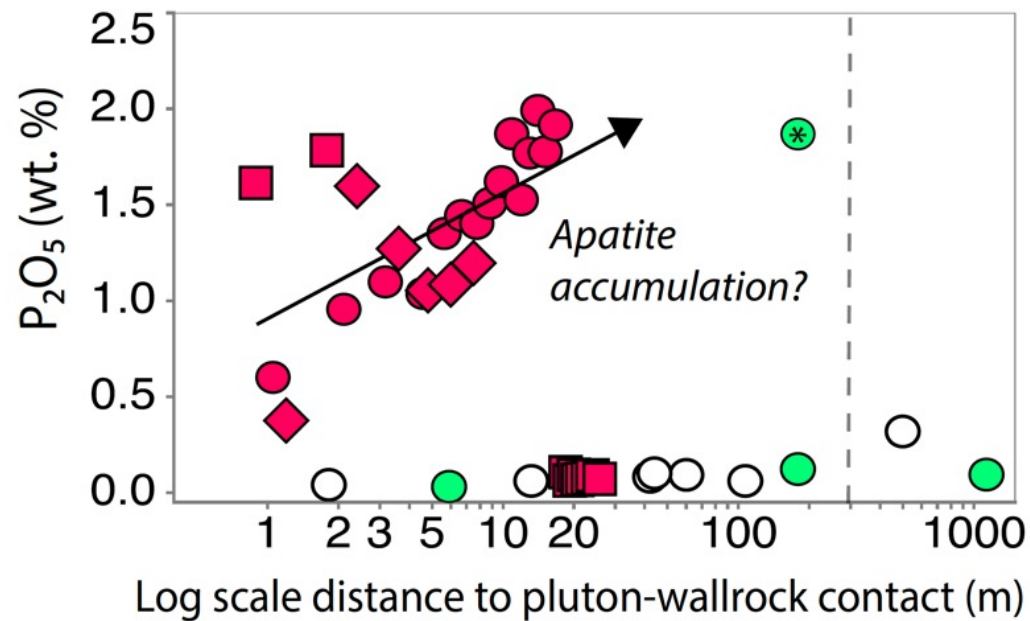 2.5
2.0
1.5
1.0
0.5
0.0
P₂O₅ (wt. %)
*
Apatite
accumulation?
1 2 3 5 10 20 100 1000
Log scale distance to pluton-wallrock contact (m)